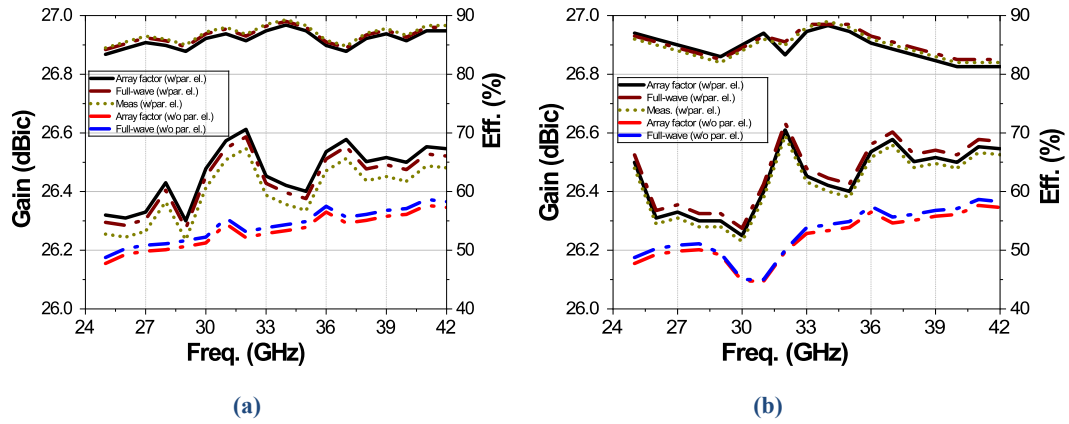 27.0
26.8
26.6
26.4
26.2
26.0
Gain (dBic)
Array factor (w/par. el.)
Full-wave (w/par. el.)
Meas (w/par. el.)
Array factor (w/o par. el.)
Full-wave (w/o par. el.)
90
80
70
60
50
40
Eff. (%)
24 27 30 33 36 39 42
Freq. (GHz)
(a)
27.0
26.8
26.6
26.4
26.2
26.0
Gain (dBic)
Array factor (w/par. el.)
Full-wave (w/par. el.)
Meas. (w/par. el.)
Array factor (w/o par. el.)
Full-wave (w/o par. el.)
90
80
70
60
50
40
Eff. (%)
24 27 30 33 36 39 42
Freq. (GHz)
(b)